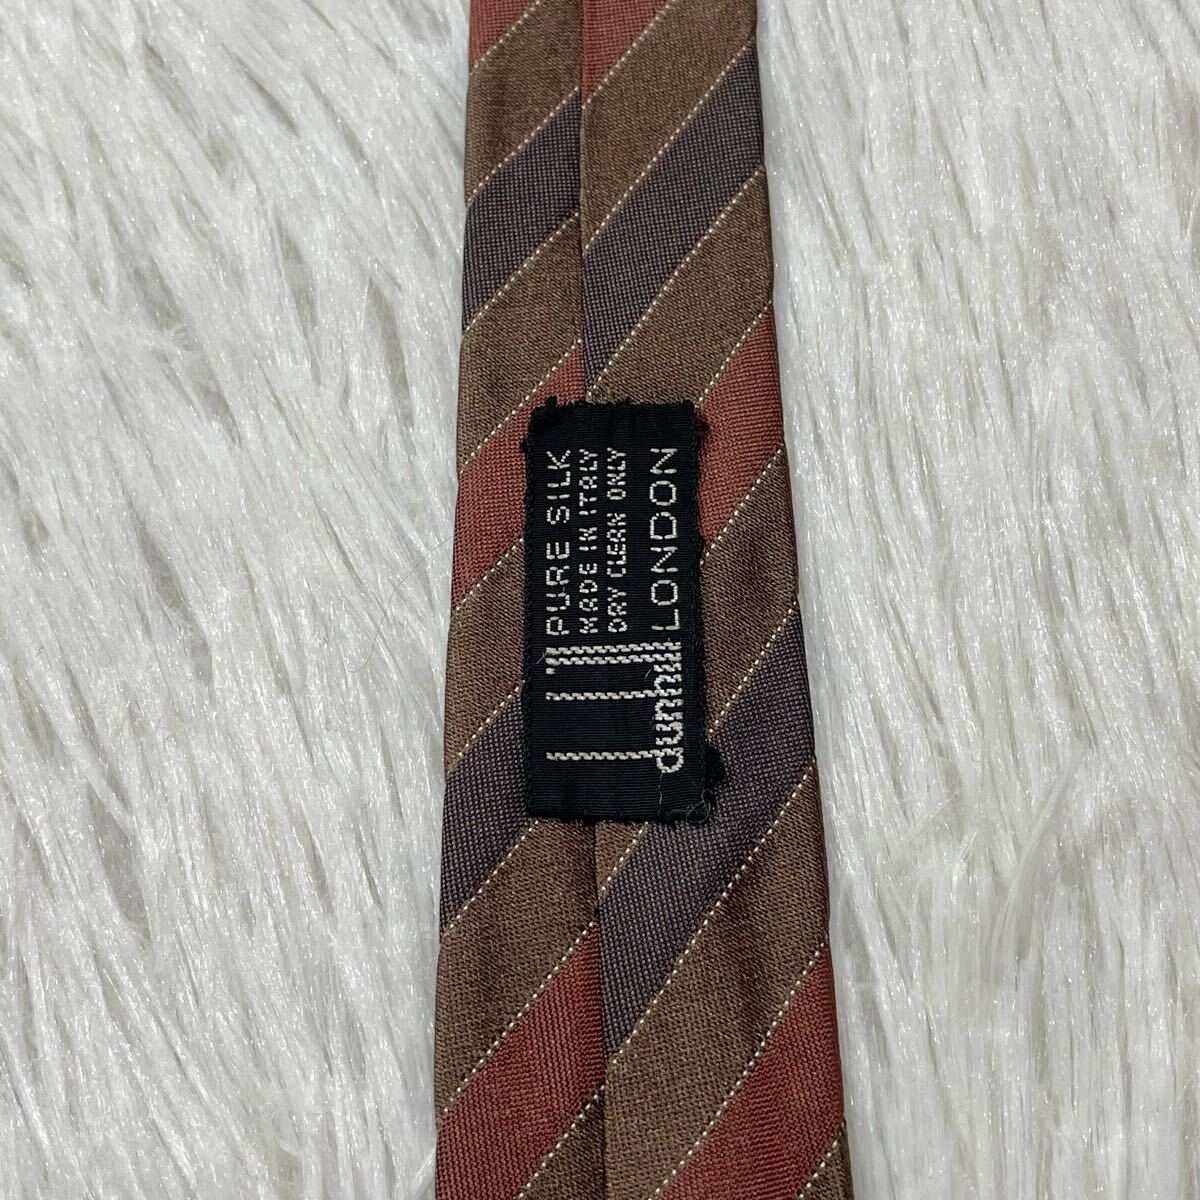 PURE SILK
MADE IN ITALY
DRY CLEAN ONLY
dunhill LONDON